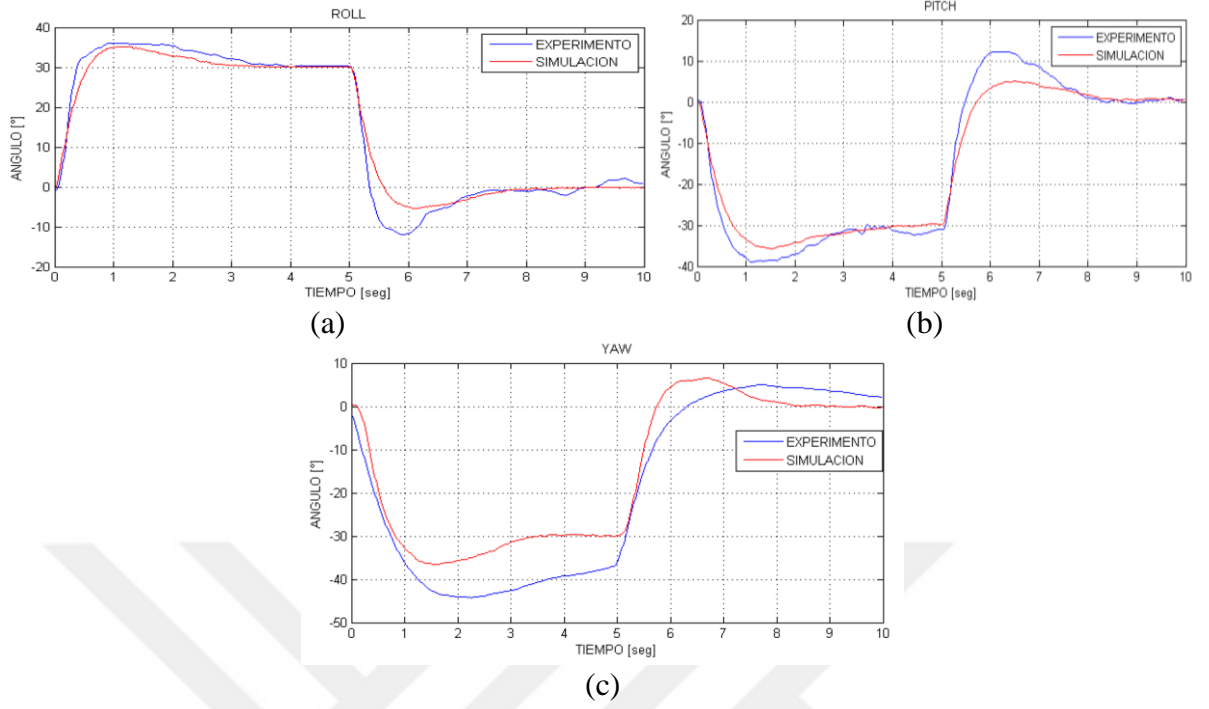 ROLL
40
30
20
10
0
-10
-20
ANGULO [°]
EXPERIMENTO
SIMULACION
0 1 2 3 4 5 6 7 8 9 10
TIEMPO [seg]
(a)
PITCH
20
10
0
-10
-20
-30
-40
ANGULO [°]
EXPERIMENTO
SIMULACION
0 1 2 3 4 5 6 7 8 9 10
TIEMPO [seg]
(b)
YAW
10
0
-10
-20
-30
-40
-50
ANGULO [°]
EXPERIMENTO
SIMULACION
0 1 2 3 4 5 6 7 8 9 10
TIEMPO [seg]
(c)